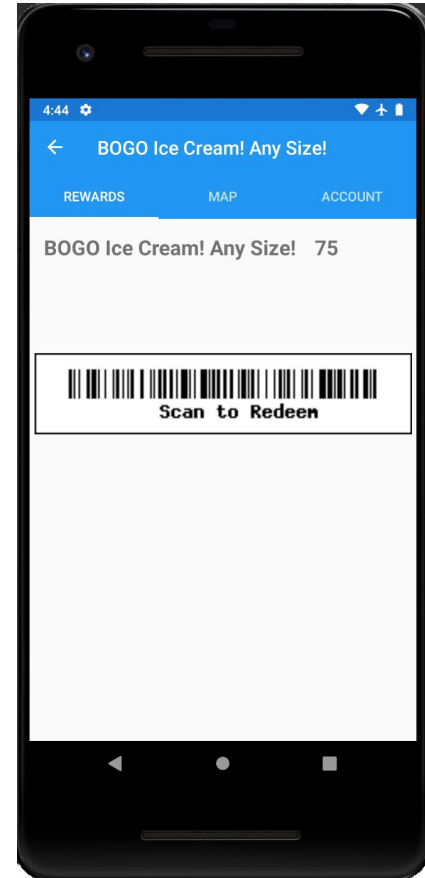 4:44
BOGO Ice Cream! Any Size!
REWARDS MAP ACCOUNT
BOGO Ice Cream! Any Size! 75
Scan to Redeem